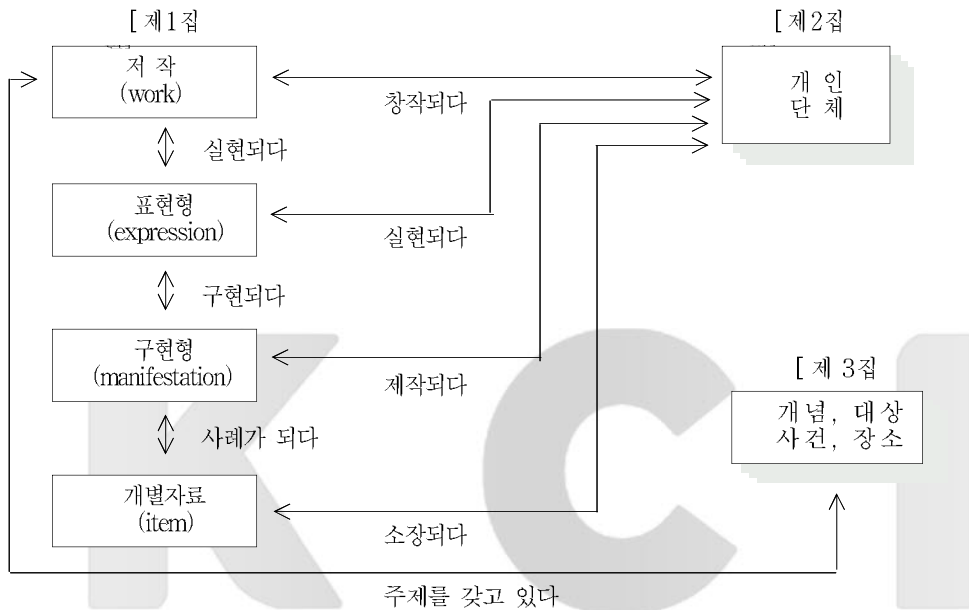 [ 제1집
[ 제2집
저 작
(work)
개 인
단 체
창작되다
실현되다
표현형
(expression)
실현되다
구현되다
구현형
(manifestation)
제작되다
[ 제 3집
개념, 대상
사건, 장소
사례가 되다
개별자료
(item)
소장되다
주제를 갖고 있다
KCI